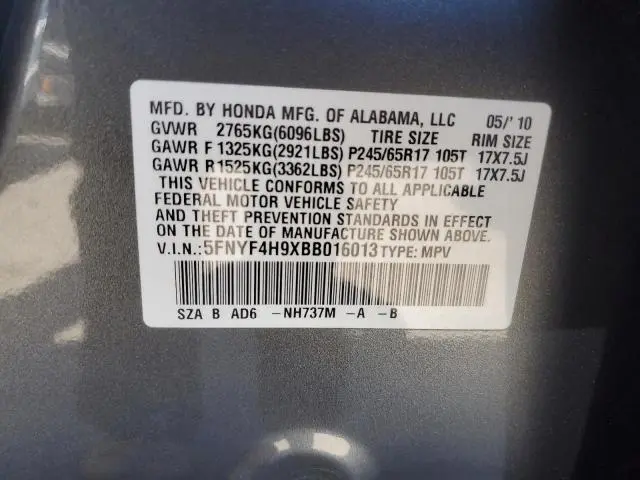 MFD. BY HONDA MFG. OF ALABAMA, LLC 05/'10
GVWR 2765KG(6096LBS) TIRE SIZE RIM SIZE
GAWR F 1325KG(2921LBS) P245/65R17 105T 17X7.5J
GAWR R1525KG(3362LBS) P245/65R17 105T 17X7.5J
THIS VEHICLE CONFORMS TO ALL APPLICABLE
FEDERAL MOTOR VEHICLE SAFETY
AND THEFT PREVENTION STANDARDS IN EFFECT
ON THE DATE OF MANUFACTURE SHOWN ABOVE.
V.I.N.:5FNYF4H9XBB016013 TYPE: MPV
SZA B AD6 -NH737M -A -B